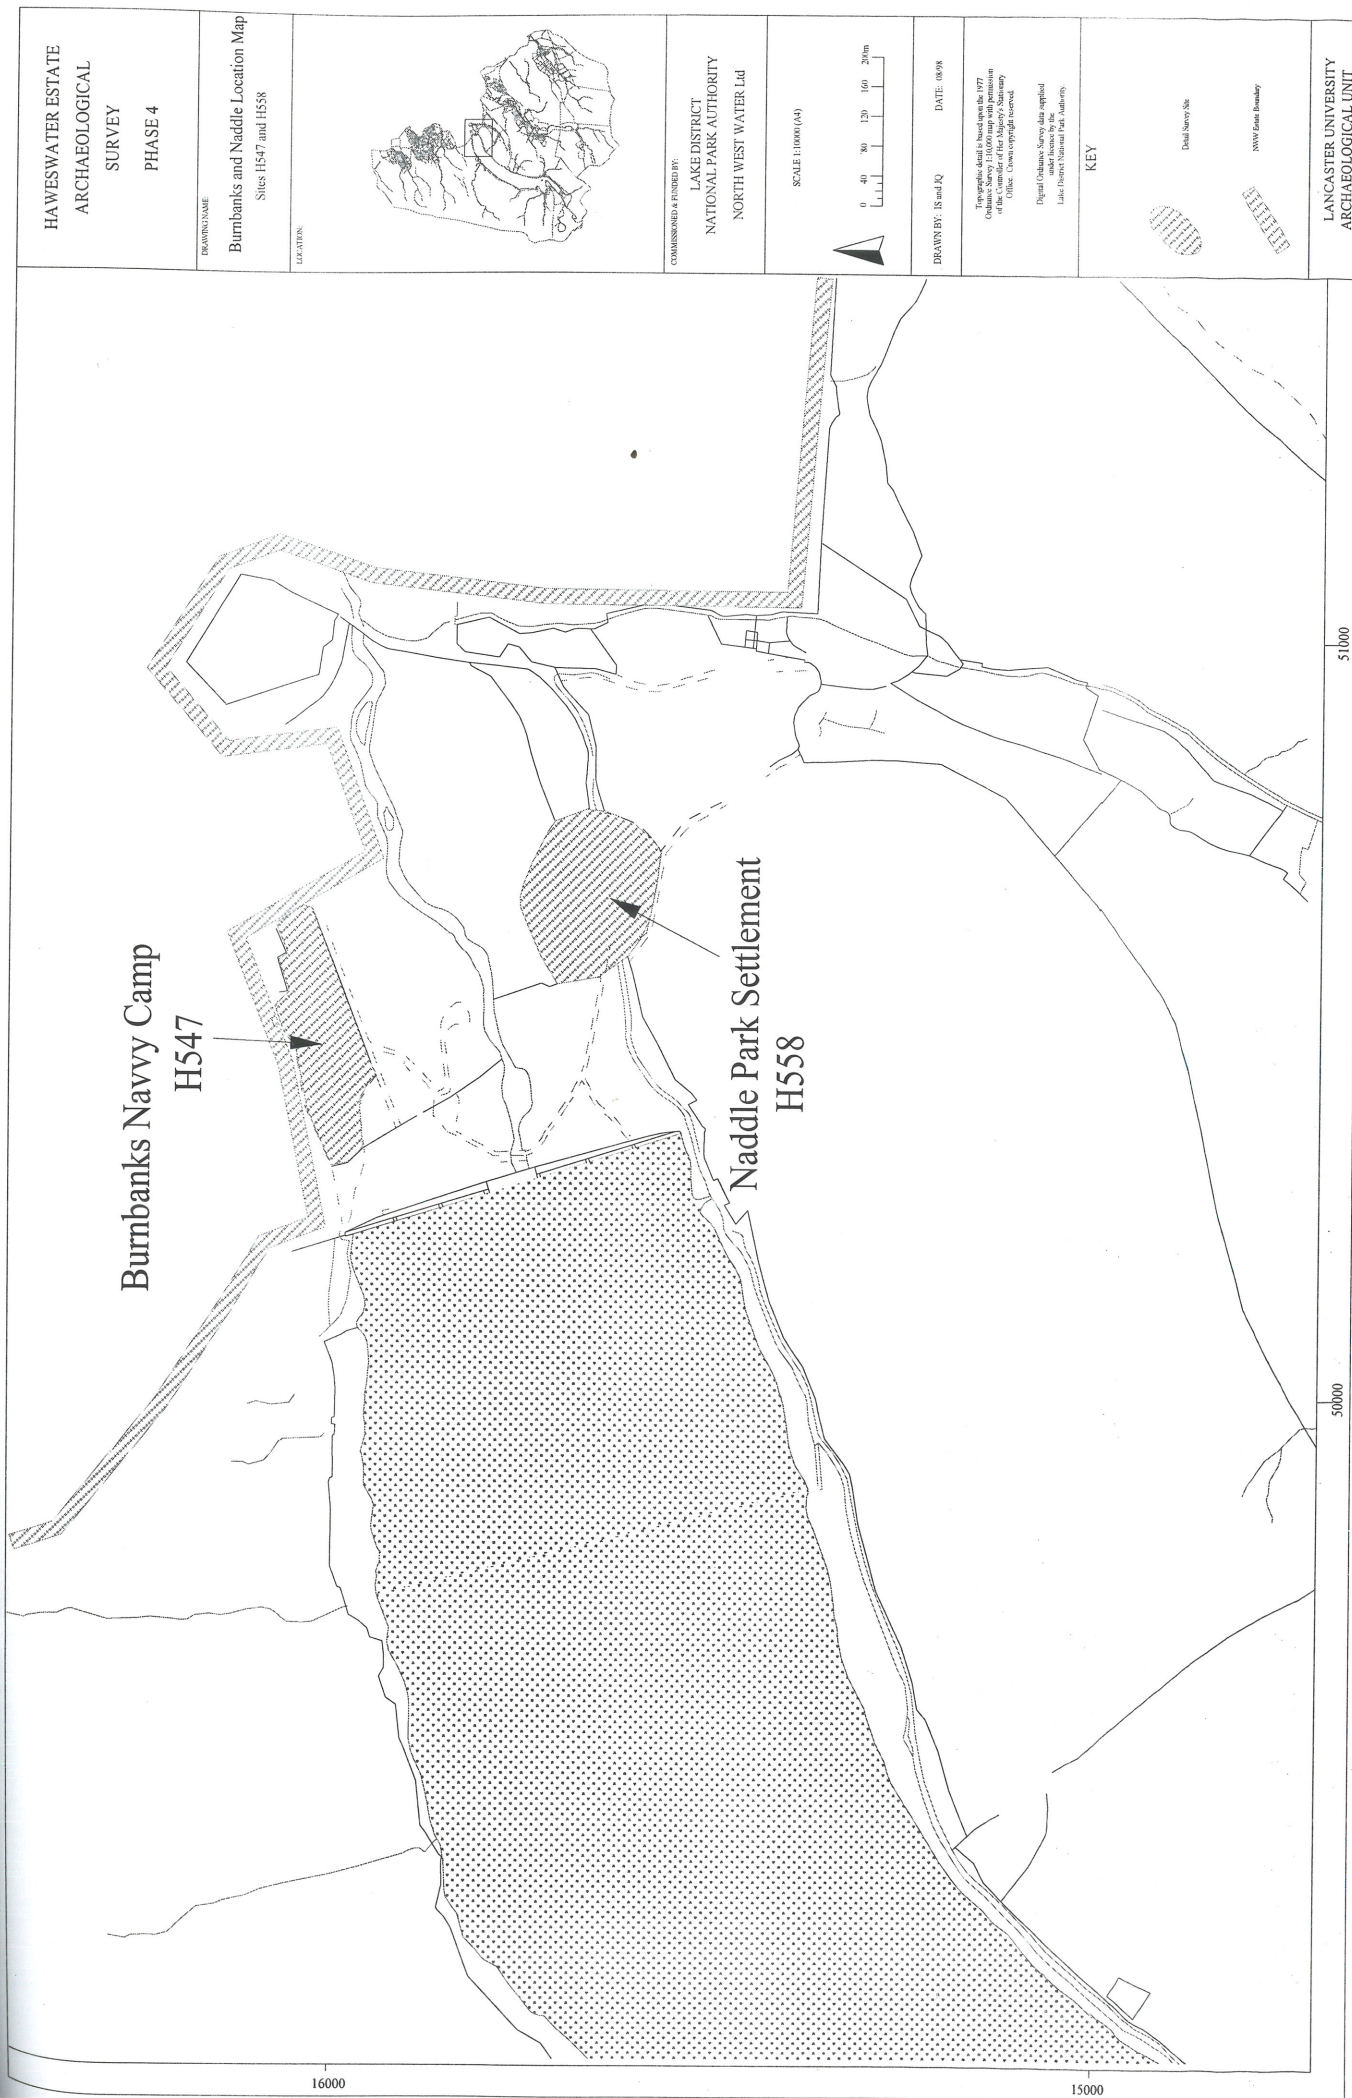 HAWESWATER ESTATE
ARCHAEOLOGICAL
SURVEY
PHASE 4
DRAWING NAME:
Burnbanks and Naddle Location Map
Sites H547 and H558
LOCATION:
COMMISSIONED & FUNDED BY:
LAKE DISTRICT
NATIONAL PARK AUTHORITY
NORTH WEST WATER Ltd
SCALE 1:10000 (A4)
0 40 80 120 160 200m
DRAWN BY: JS and JQ DATE: 08/98
Topographic detail is based upon the 1977
Ordnance Survey 1:10,000 map with permission
of the Controller of Her Majesty's Stationary
Office. Crown copyright reserved.
Digital Ordnance Survey data supplied
under licence by the
Lake District National Park Authority.
KEY
Detail Survey Site
NWW Estate Boundary
LANCASTER UNIVERSITY
ARCHAEOLOGICAL UNIT
Burnbanks Navvy Camp
H547
Naddle Park Settlement
H558
51000
50000
16000
15000